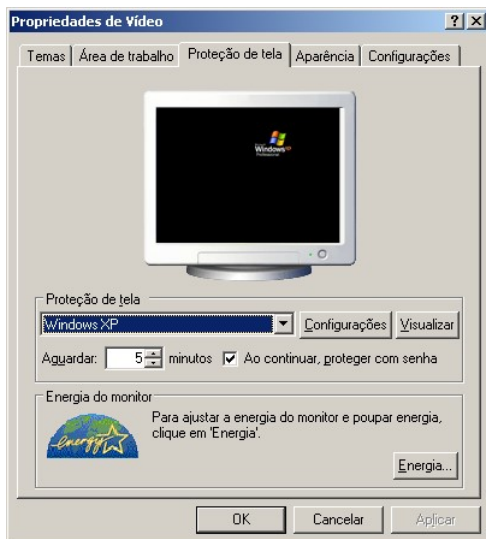 Propriedades de Vídeo
Temas
Área de trabalho
Proteção de tela
Aparência
Configurações
Windows xp
Professional
Proteção de tela
Windows XP
Configurações
Visualizar
Aguardar: 5 minutos
Ao continuar, proteger com senha
Energia do monitor
energy
Para ajustar a energia do monitor e poupar energia,
clique em 'Energia'.
Energia...
OK
Cancelar
Aplicar